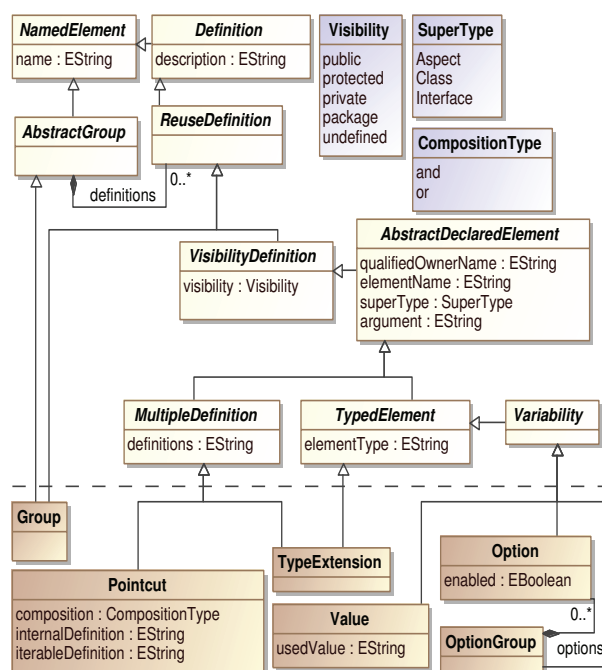 NamedElement
name : EString
Definition
description : EString
Visibility
public
protected
private
package
undefined
SuperType
Aspect
Class
Interface
AbstractGroup
ReuseDefinition
definitions
0..*
CompositionType
and
or
VisibilityDefinition
visibility : Visibility
AbstractDeclaredElement
qualifiedOwnerName : EString
elementName : EString
superType : SuperType
argument : EString
MultipleDefinition
definitions : EString
TypedElement
elementType : EString
Variability
Group
Pointcut
composition : CompositionType
internalDefinition : EString
iterableDefinition : EString
TypeExtension
Value
usedValue : EString
Option
enabled : EBoolean
0..*
OptionGroup
options